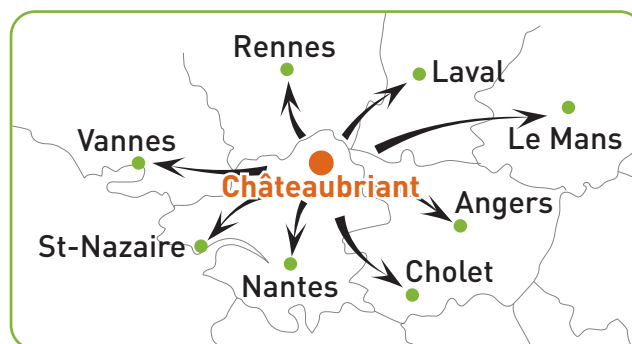 Rennes
Laval
Le Mans
Vannes
Châteaubriant
Angers
St-Nazaire
Nantes
Cholet